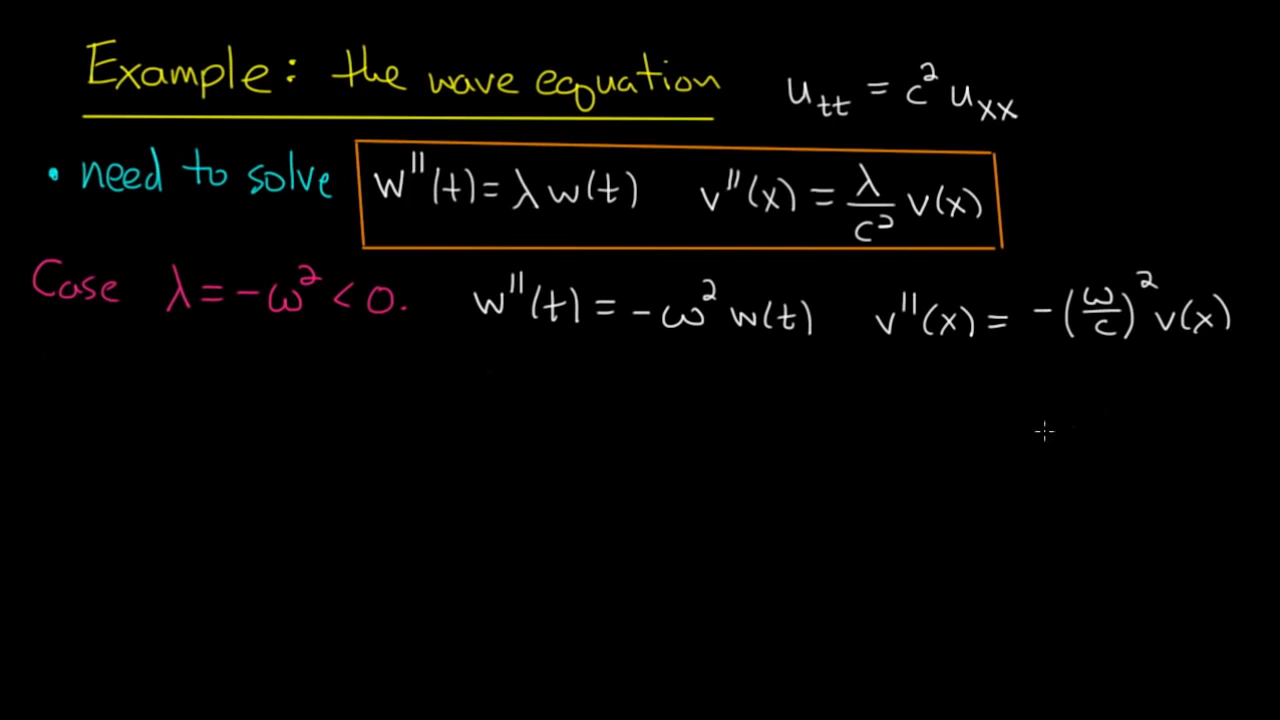 Example: the wave equation u_tt = c² u_xx
• need to solve w''(t) = λ w(t) v''(x) = λ/c² v(x)
Case λ = -ω² < 0. w''(t) = -ω² w(t) v''(x) = -(ω/c)² v(x)